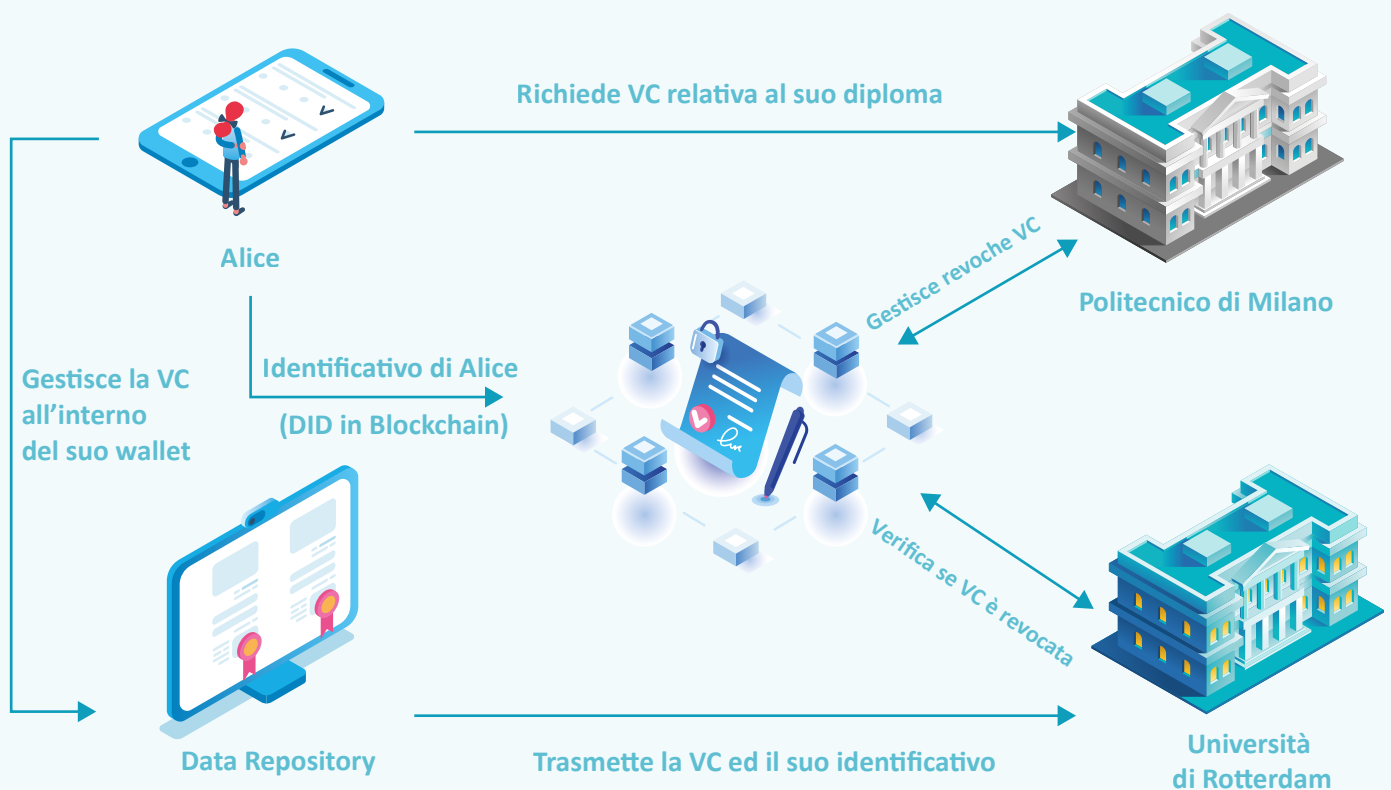 Richiede VC relativa al suo diploma
Alice
Gestisce revoche VC
Politecnico di Milano
Identificativo di Alice
(DID in Blockchain)
Gestisce la VC
all’interno
del suo wallet
Verifica se VC è revocata
Data Repository
Trasmette la VC ed il suo identificativo
Università
di Rotterdam